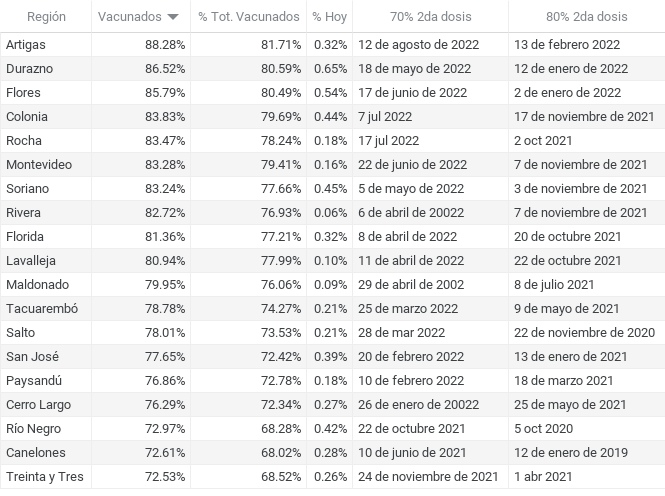 Región Vacunados % Tot. Vacunados % Hoy 70% 2da dosis 80% 2da dosis
Artigas 88.28% 81.71% 0.32% 12 de agosto de 2022 13 de febrero 2022
Durazno 86.52% 80.59% 0.65% 18 de mayo de 2022 12 de enero de 2022
Flores 85.79% 80.49% 0.54% 17 de junio de 2022 2 de enero de 2022
Colonia 83.83% 79.69% 0.44% 7 jul 2022 17 de noviembre de 2021
Rocha 83.47% 78.24% 0.18% 17 jul 2022 2 oct 2021
Montevideo 83.28% 79.41% 0.16% 22 de junio de 2022 7 de noviembre de 2021
Soriano 83.24% 77.66% 0.45% 5 de mayo de 2022 3 de noviembre de 2021
Rivera 82.72% 76.93% 0.06% 6 de abril de 20022 7 de noviembre de 2021
Florida 81.36% 77.21% 0.32% 8 de abril de 2022 20 de octubre 2021
Lavalleja 80.94% 77.99% 0.10% 11 de abril de 2022 22 de octubre 2021
Maldonado 79.95% 76.06% 0.09% 29 de abril de 2002 8 de julio 2021
Tacuarembó 78.78% 74.27% 0.21% 25 de marzo 2022 9 de mayo de 2021
Salto 78.01% 73.53% 0.21% 28 de mar 2022 22 de noviembre de 2020
San José 77.65% 72.42% 0.39% 20 de febrero 2022 13 de enero de 2021
Paysandú 76.86% 72.78% 0.18% 10 de febrero 2022 18 de marzo 2021
Cerro Largo 76.29% 72.34% 0.27% 26 de enero de 20022 25 de mayo de 2021
Río Negro 72.97% 68.28% 0.42% 22 de octubre 2021 5 oct 2020
Canelones 72.61% 68.02% 0.28% 10 de junio de 2021 12 de enero de 2019
Treinta y Tres 72.53% 68.52% 0.26% 24 de noviembre de 2021 1 abr 2021